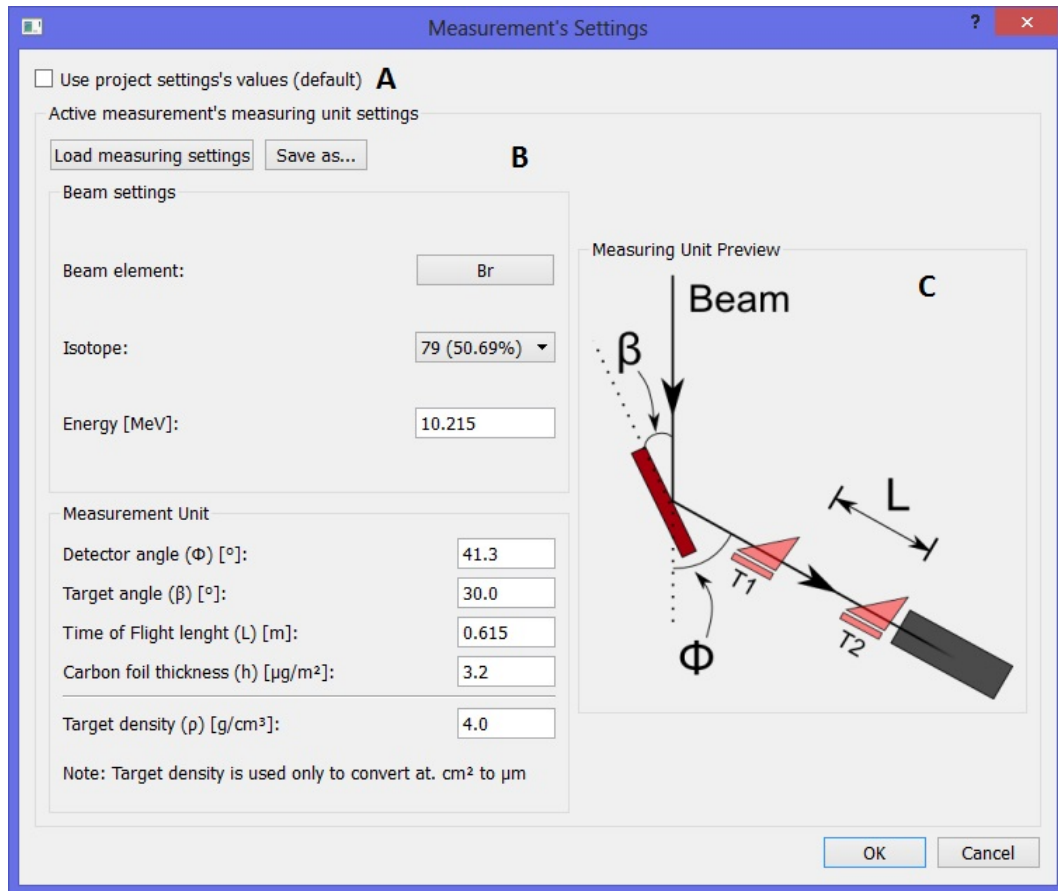 Measurement's Settings
? ×
Use project settings's values (default) A
Active measurement's measuring unit settings
Load measuring settings Save as... B
Beam settings
Beam element: Br
Isotope: 79 (50.69%)
Energy [MeV]: 10.215
Measurement Unit
Detector angle (Φ) [°]: 41.3
Target angle (β) [°]: 30.0
Time of Flight lenght (L) [m]: 0.615
Carbon foil thickness (h) [µg/m²]: 3.2
Target density (ρ) [g/cm³]: 4.0
Note: Target density is used only to convert at. cm² to µm
Measuring Unit Preview
C
Beam
β
L
T1
T2
Φ
OK Cancel